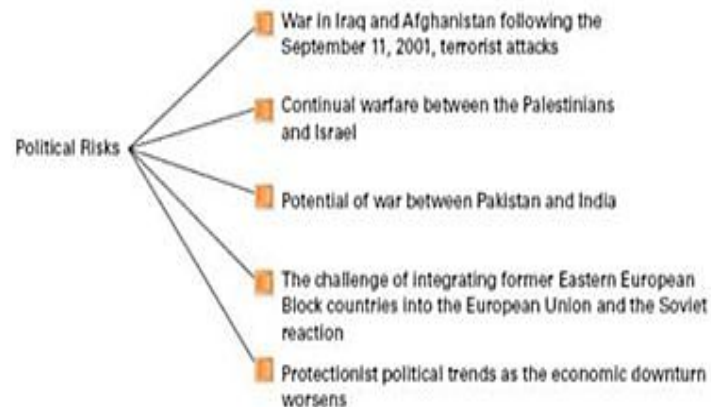 War in Iraq and Afghanistan following the
September 11, 2001, terrorist attacks
Continual warfare between the Palestinians
and Israel
Political Risks
Potential of war between Pakistan and India
The challenge of integrating former Eastern European
Block countries into the European Union and the Soviet
reaction
Protectionist political trends as the economic downturn
worsens